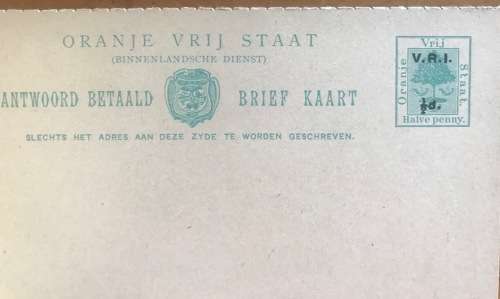 ORANJE VRIJ STAAT
(BINNENLANDSCHE DIENST)
ANTWOORD BETAALD BRIEF KAART
SLECHTS HET ADRES AAN DEZE ZYDE TE WORDEN GESCHREVEN.
Vrij
V.R.I.
Oranje
Staat
½d.
Halve penny.